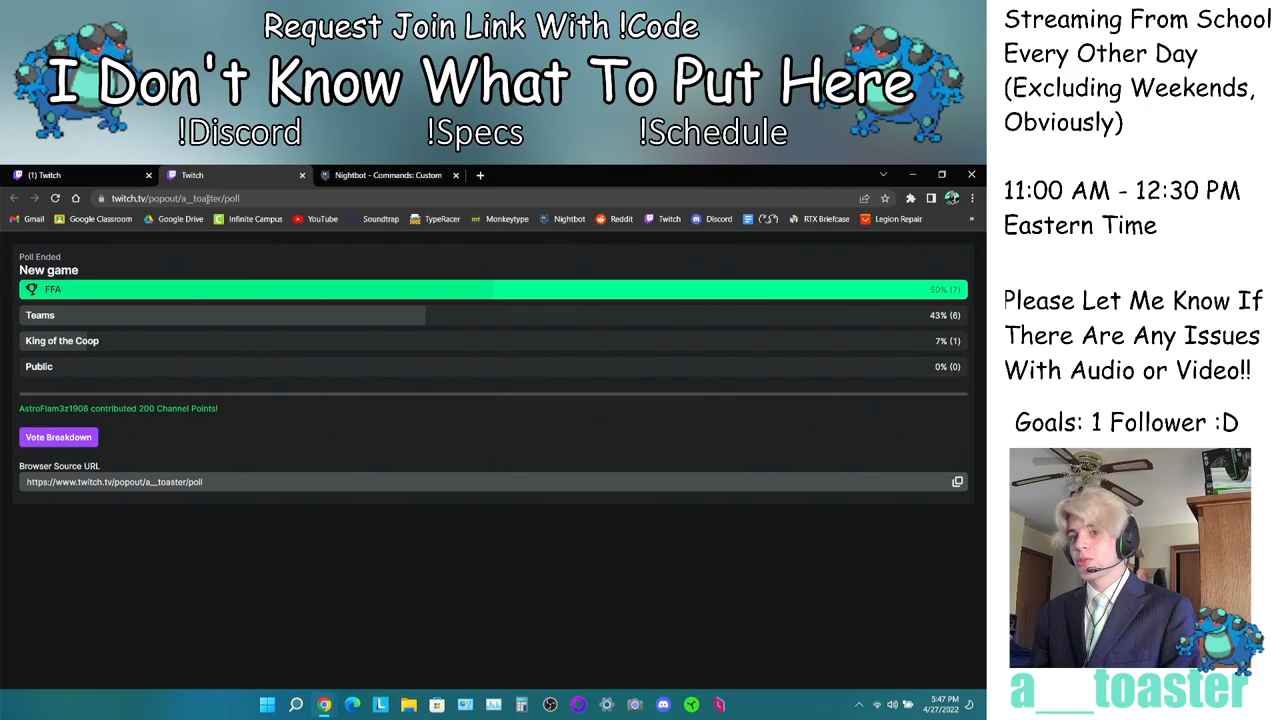 Request Join Link With !Code
I Don't Know What To Put Here
!Discord !Specs !Schedule
(1) Twitch
Twitch
Nightbot - Commands: Custom
twitch.tv/popout/a__toaster/poll
Gmail Google Classroom Google Drive Infinite Campus YouTube Soundtrap TypeRacer Monkeytype Nightbot Reddit Twitch Discord RTX Briefcase Legion Repair
Poll Ended
New game
FFA 50% (7)
Teams 43% (6)
King of the Coop 7% (1)
Public 0% (0)
AstroFlam3z1906 contributed 200 Channel Points!
Vote Breakdown
Browser Source URL
https://www.twitch.tv/popout/a__toaster/poll
5:47 PM
4/27/2022
Streaming From School
Every Other Day
(Excluding Weekends,
Obviously)
11:00 AM - 12:30 PM
Eastern Time
Please Let Me Know If
There Are Any Issues
With Audio or Video!!
Goals: 1 Follower :D
a__toaster